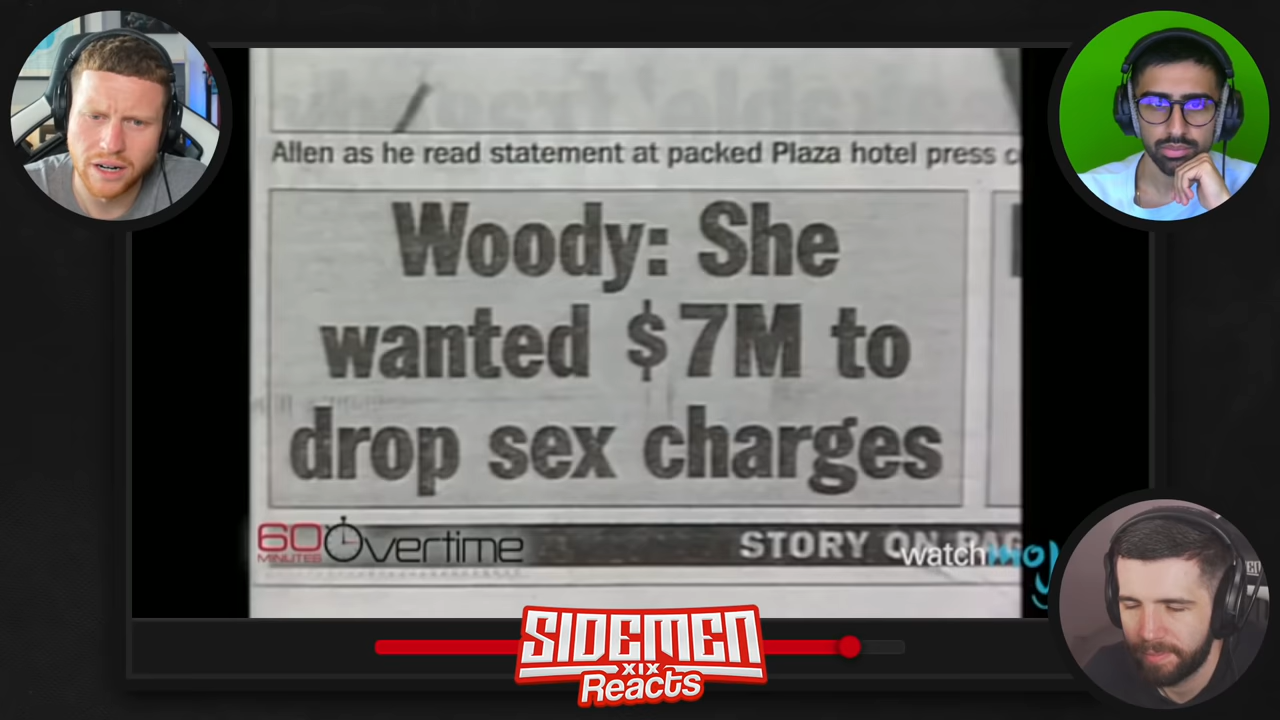 Allen as he read statement at packed Plaza hotel press
Woody: She
wanted $7M to
drop sex charges
60 Overtime
MINUTES
STORY ON
watchmojo
SIDEMEN
XIX
Reacts